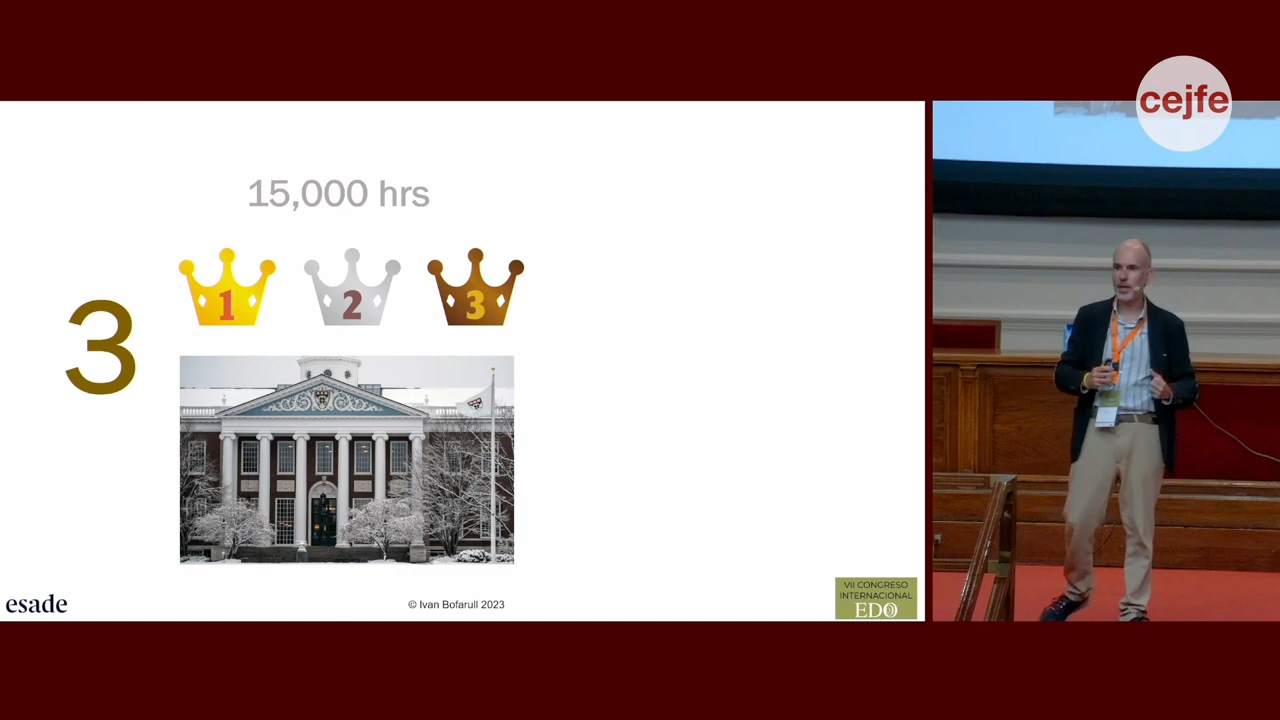 cejfe
15,000 hrs
1 2 3
3
esade
© Ivan Bofarull 2023
VII CONGRESO
INTERNACIONAL
EDO